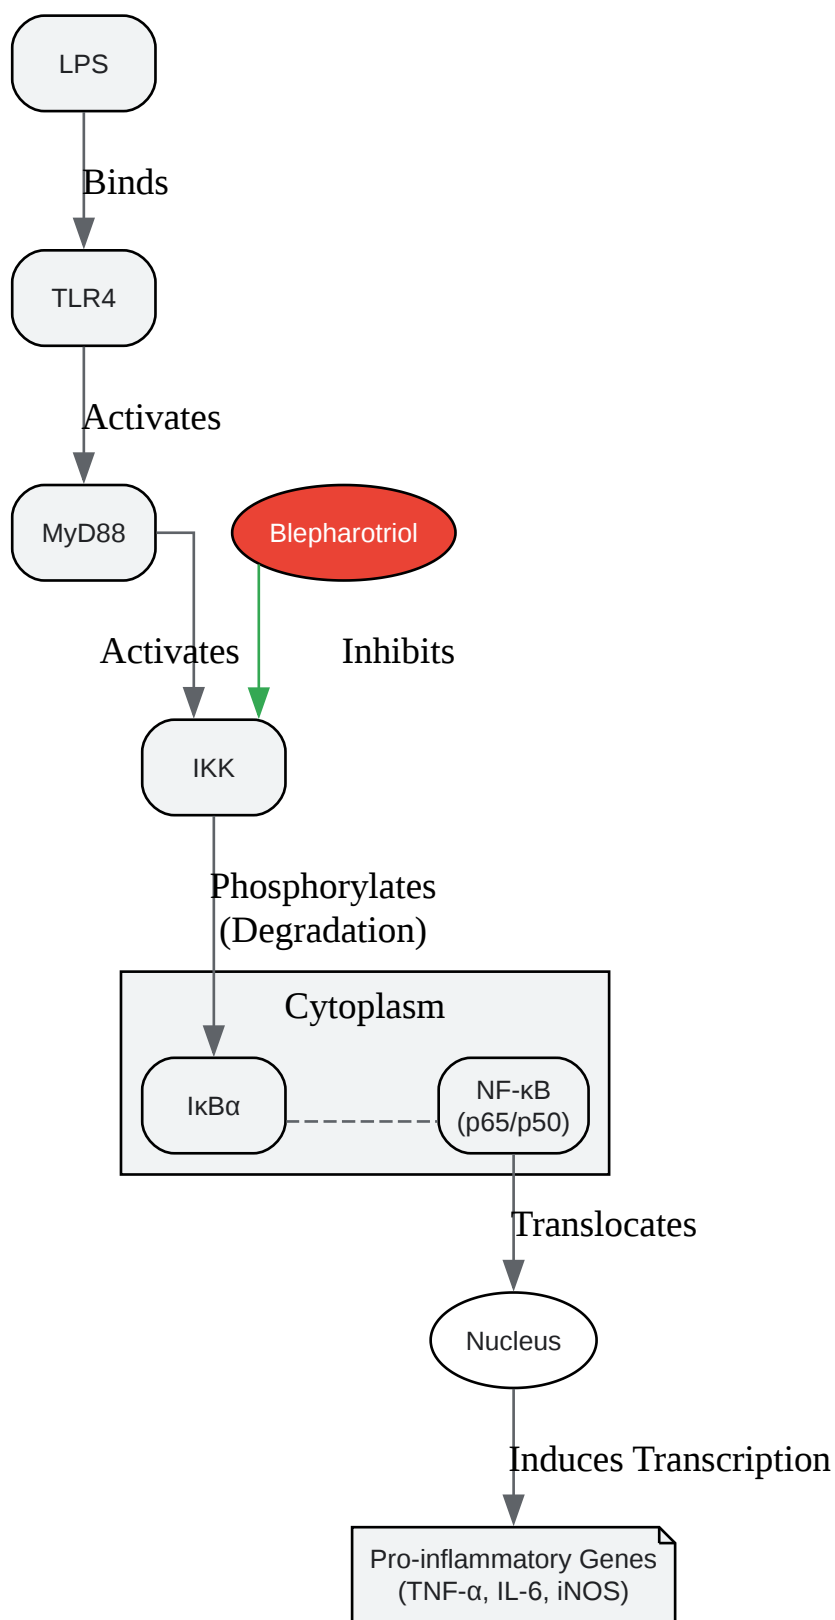 LPS
Binds
TLR4
Activates
MyD88
Blepharotriol
Activates
Inhibits
IKK
Phosphorylates
(Degradation)
Cytoplasm
IκBα
NF-κB
(p65/p50)
Translocates
Nucleus
Induces Transcription
Pro-inflammatory Genes
(TNF-α, IL-6, iNOS)